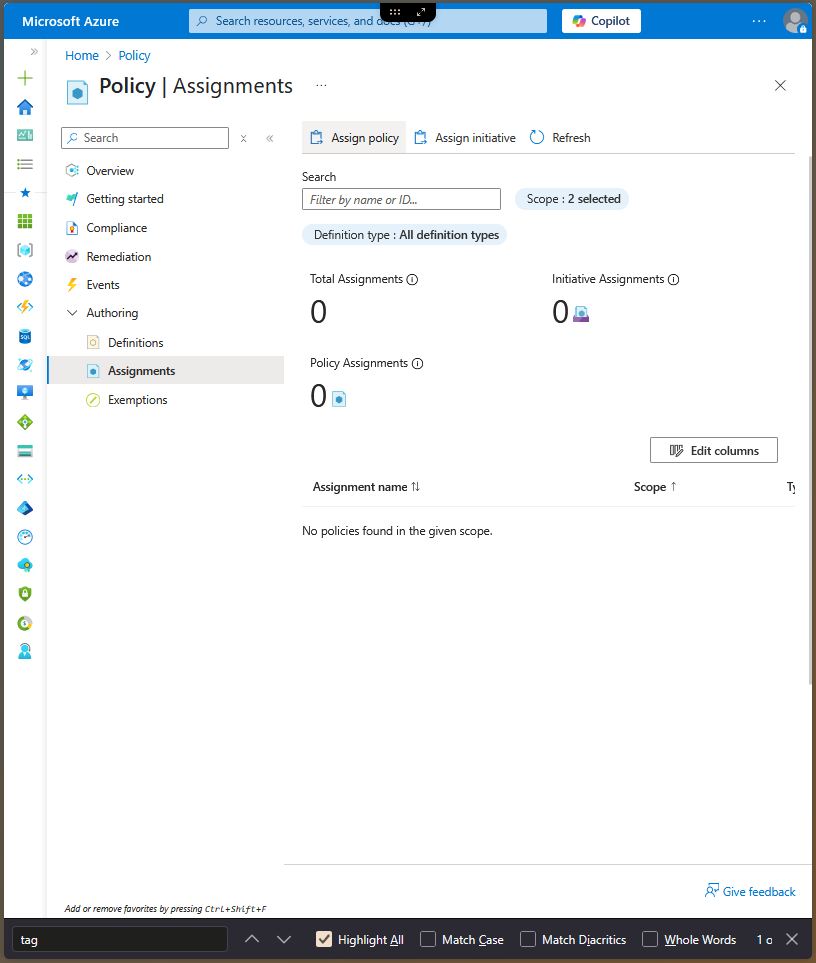 Microsoft Azure
Search resources, services, and docs (G+/)
Copilot
Home > Policy
Policy | Assignments
Search
Overview
Getting started
Compliance
Remediation
Events
Authoring
Definitions
Assignments
Exemptions
Add or remove favorites by pressing Ctrl+Shift+F
Assign policy
Assign initiative
Refresh
Search
Filter by name or ID...
Scope : 2 selected
Definition type : All definition types
Total Assignments
0
Initiative Assignments
0
Policy Assignments
0
Edit columns
Assignment name
Scope
Ty
No policies found in the given scope.
Give feedback
tag
Highlight All
Match Case
Match Diacritics
Whole Words
1 o